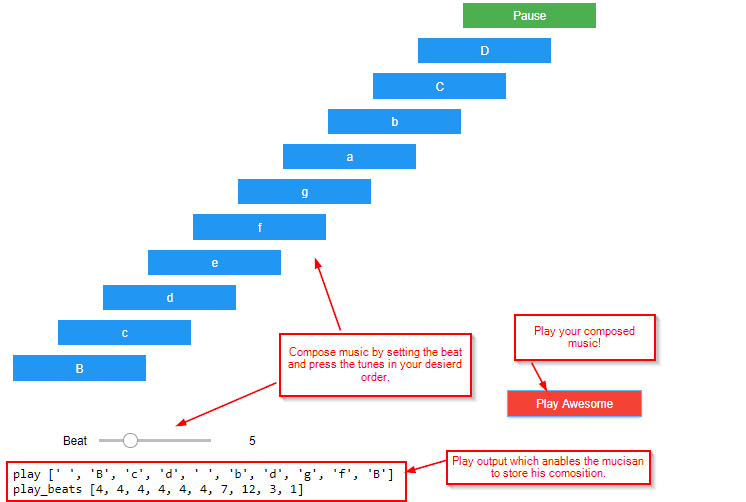 Pause
D
C
b
a
g
f
e
d
c
B
Compose music by setting the beat
and press the tunes in your desierd
order.
Play your composed
music!
Play Awesome
Beat 5
Play output which anables the mucisan
to store his comosition.
play [' ', 'B', 'c', 'd', ' ', 'b', 'd', 'g', 'f', 'B']
play_beats [4, 4, 4, 4, 4, 4, 7, 12, 3, 1]